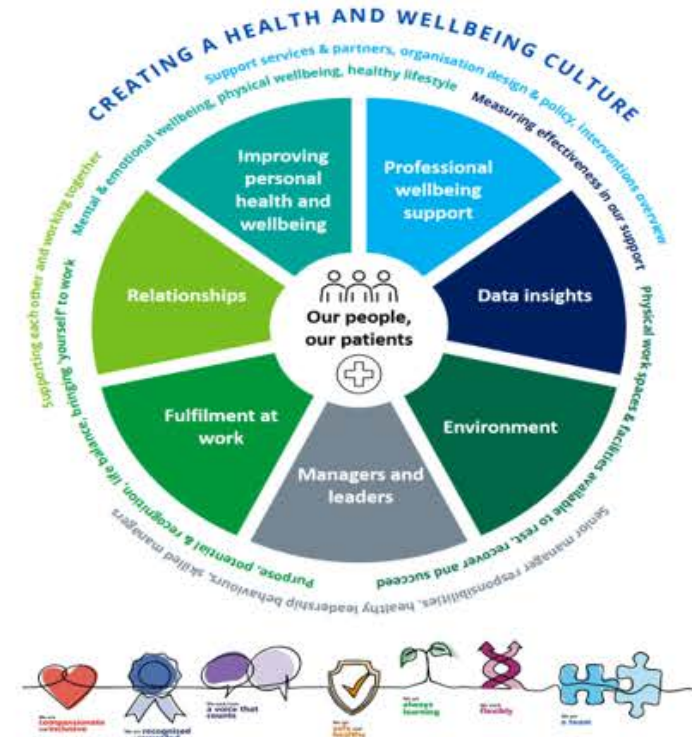 CREATING A HEALTH AND WELLBEING CULTURE
Support services & partners, organisation design & policy, interventions overview
Mental & emotional wellbeing, physical wellbeing, healthy lifestyle
Measuring effectiveness in our support
Supporting each other and working together
Improving
personal
health and
wellbeing
Professional
wellbeing
support
Relationships
Our people,
our patients
Data insights
Fulfilment at
work
Environment
Managers and
leaders
Physical work spaces & facilities available to rest, recover and succeed
Purpose, potential & recognition, life balance, bringing 'yourself' to work
Senior manager responsibilities, healthy leadership behaviours, skilled managers
We are
compassionate
and inclusive
We are recognised
We each have
a voice that
counts
We are
safe and
healthy
We are
always
learning
We work
flexibly
We are
a team